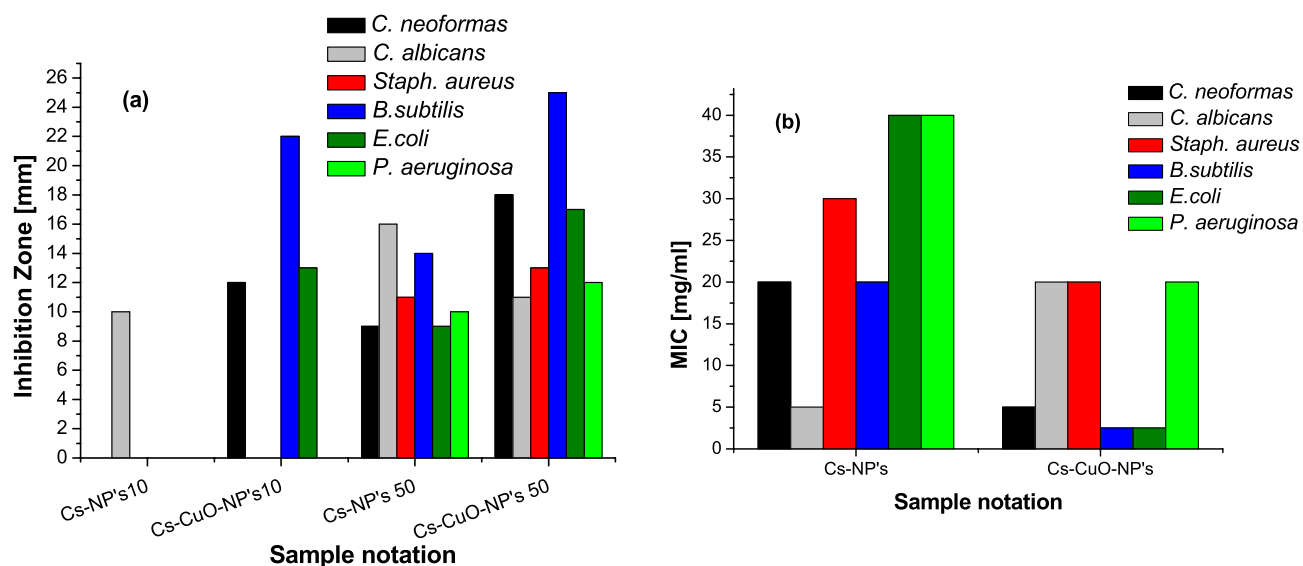 C. neoformas
C. albicans
Staph. aureus
B.subtilis
E.coli
P. aeruginosa
(a)
26
24
22
20
18
16
14
12
10
8
6
4
2
0
Inhibition Zone [mm]
Cs-NP's10
Cs-CuO-NP's10
Cs-NP's 50
Cs-CuO-NP's 50
Sample notation
C. neoformas
C. albicans
Staph. aureus
B.subtilis
E.coli
P. aeruginosa
(b)
40
35
30
25
20
15
10
5
0
MIC [mg/ml]
Cs-NP's
Cs-CuO-NP's
Sample notation